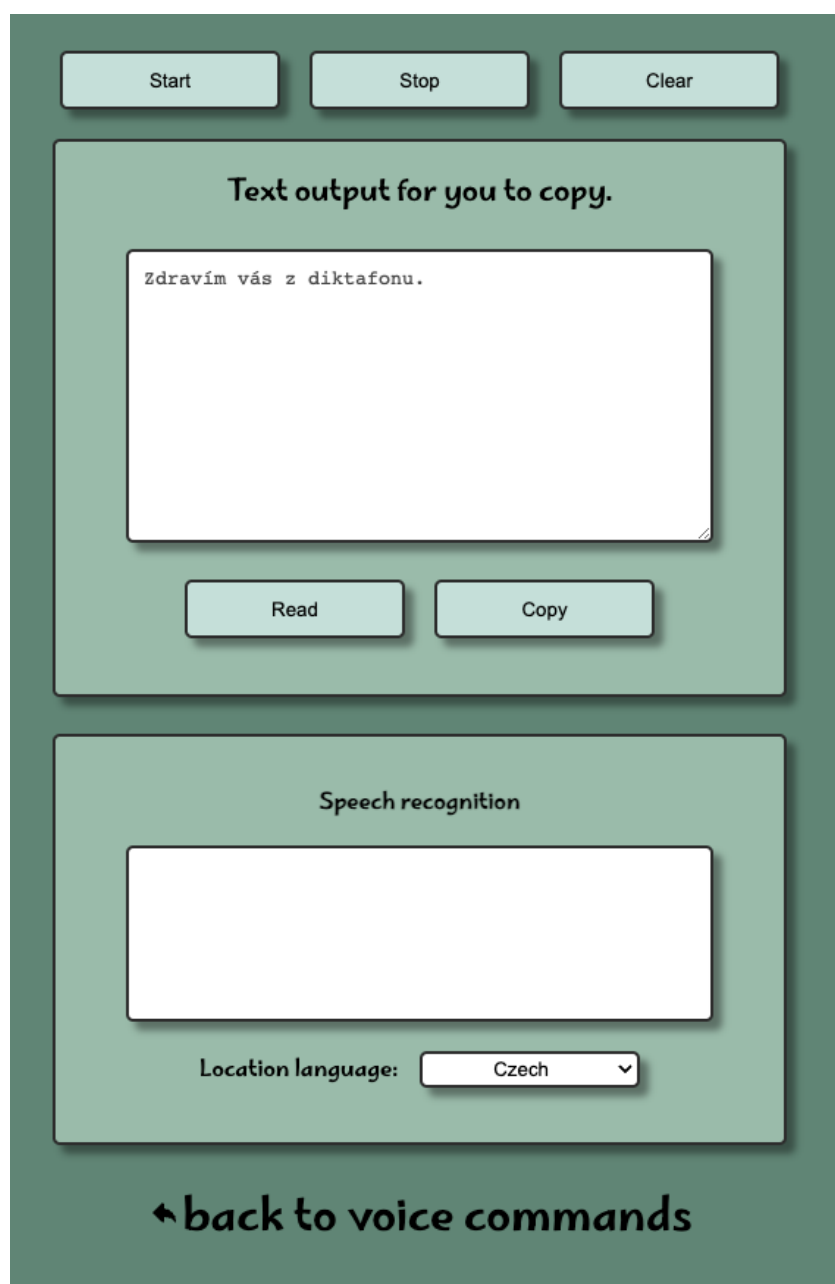 Start Stop Clear
Text output for you to copy.
Zdravím vás z diktafonu.
Read Copy
Speech recognition
Location language: Czech
back to voice commands